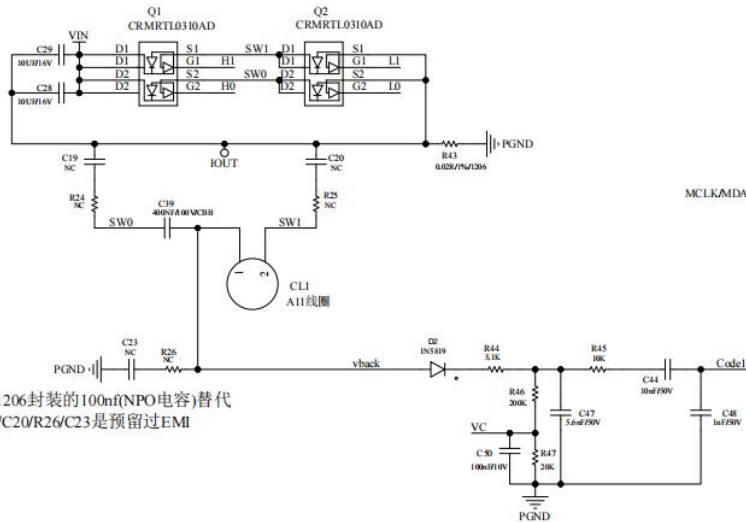 Q1
CRMRTL0310AD
Q2
CRMRTL0310AD
VIN
C29
10UF/16V
D1
S1
SW1
D1
S1
D1
G1
H1
D1
G1
L1
D2
S2
SW0
D2
S2
C28
10UF/16V
D2
G2
H0
D2
G2
L0
IOUT
R43
0.02R/1%/1206
PGND
C19
NC
C20
NC
R24
NC
R25
NC
MCLK/MDA
SW0
C39
400NF/100V/CBB
SW1
1
2
CL1
A11线圈
C23
NC
R26
NC
PGND
vback
D2
IN5819
R44
5.1K
R45
10K
C44
10nF/50V
Code1
1206封装的100nf(NPO电容)替代
/C20/R26/C23是预留过EMI
R46
200K
C47
5.6nF/50V
C48
1nF/50V
VC
C50
100nF/10V
R47
20K
PGND